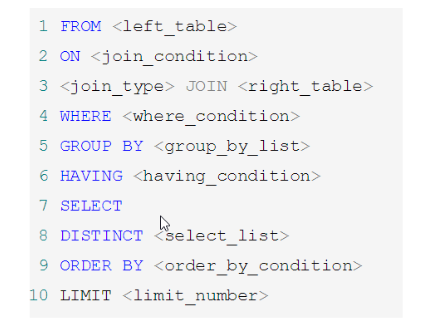 1 FROM <left_table>
2 ON <join_condition>
3 <join_type> JOIN <right_table>
4 WHERE <where_condition>
5 GROUP BY <group_by_list>
6 HAVING <having_condition>
7 SELECT
8 DISTINCT <select_list>
9 ORDER BY <order_by_condition>
10 LIMIT <limit_number>